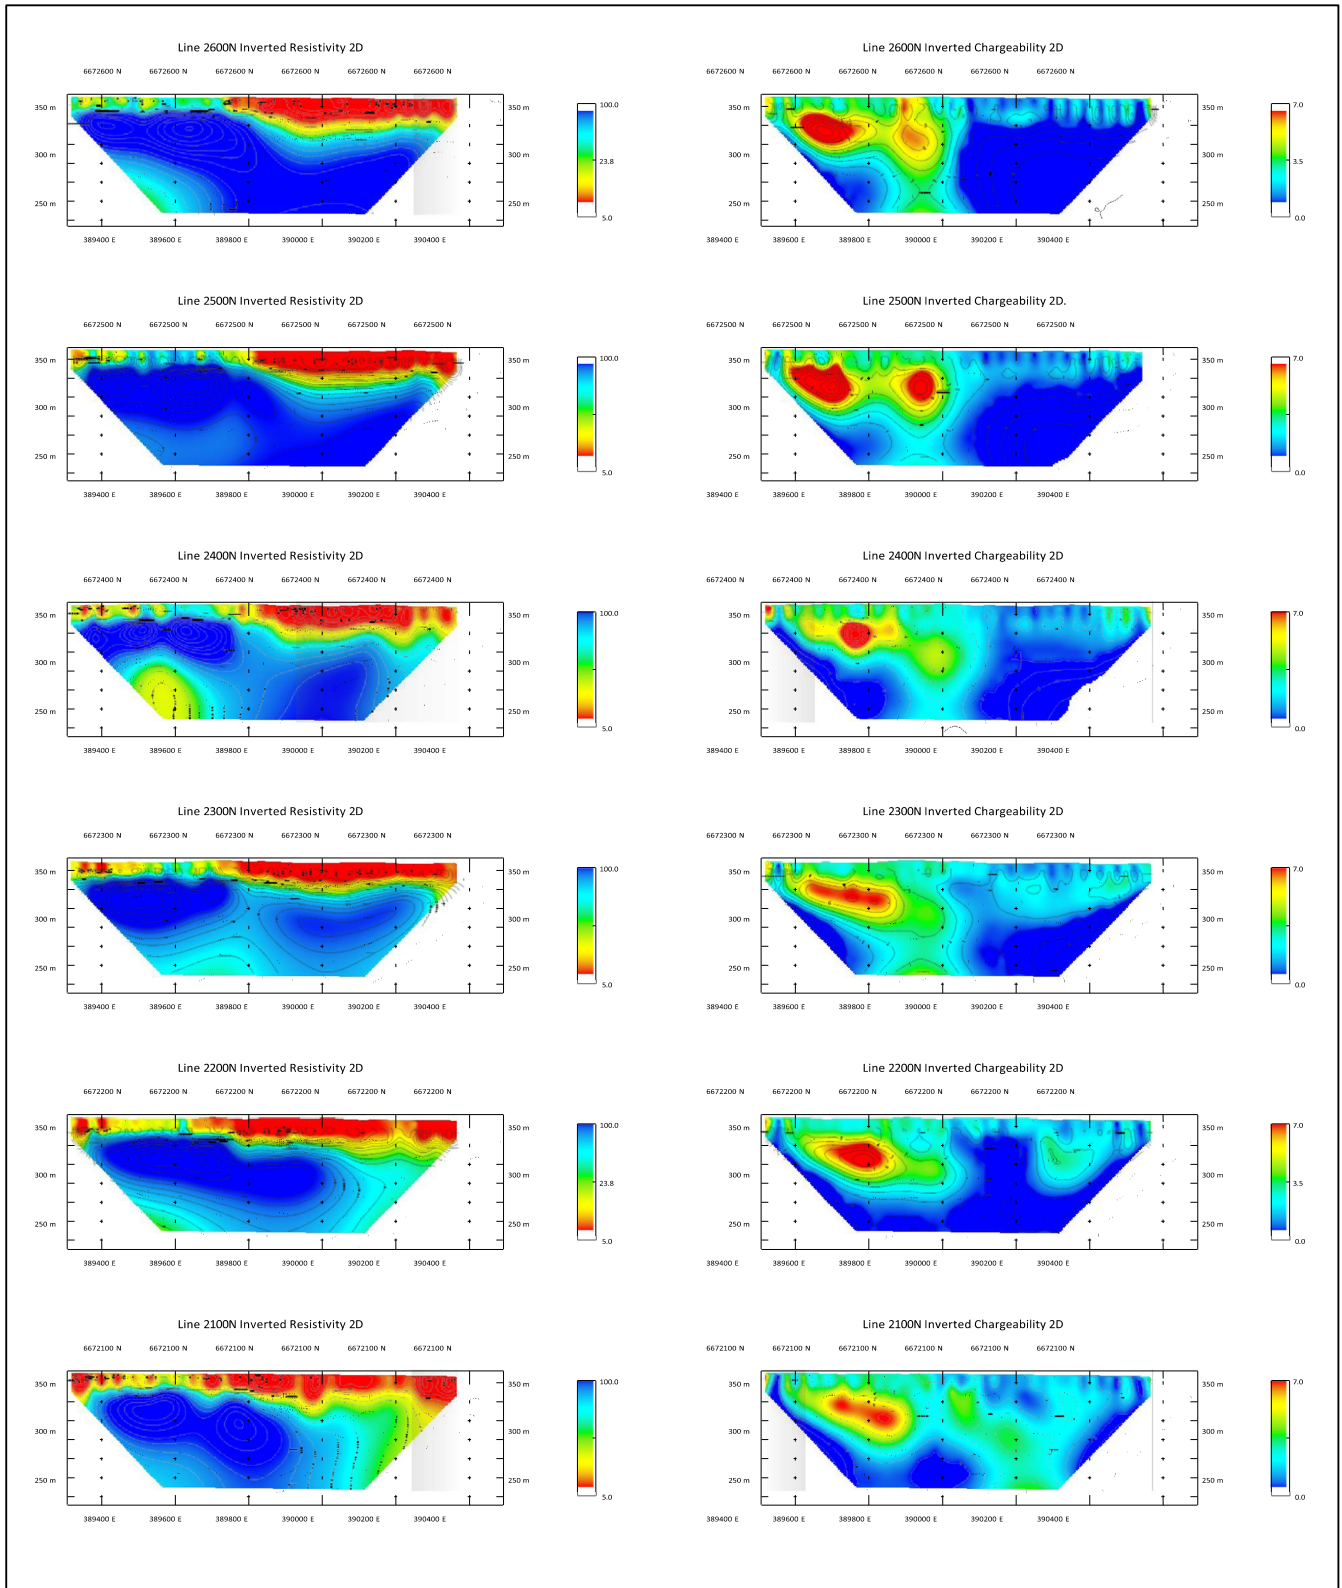 Line 2600N Inverted Resistivity 2D
6672600 N 6672600 N 6672600 N 6672600 N 6672600 N 6672600 N
350 m 350 m 100.0
300 m 300 m 23.8
250 m 250 m 5.0
389400 E 389600 E 389800 E 390000 E 390200 E 390400 E
Line 2600N Inverted Chargeability 2D
6672600 N 6672600 N 6672600 N 6672600 N 6672600 N 6672600 N
350 m 350 m 7.0
300 m 300 m 3.5
250 m 250 m 0.0
389400 E 389600 E 389800 E 390000 E 390200 E 390400 E
Line 2500N Inverted Resistivity 2D
6672500 N 6672500 N 6672500 N 6672500 N 6672500 N 6672500 N
350 m 350 m 100.0
300 m 300 m
250 m 250 m 5.0
389400 E 389600 E 389800 E 390000 E 390200 E 390400 E
Line 2500N Inverted Chargeability 2D.
6672500 N 6672500 N 6672500 N 6672500 N 6672500 N 6672500 N
350 m 350 m 7.0
300 m 300 m
250 m 250 m 0.0
389400 E 389600 E 389800 E 390000 E 390200 E 390400 E
Line 2400N Inverted Resistivity 2D
6672400 N 6672400 N 6672400 N 6672400 N 6672400 N 6672400 N
350 m 350 m 100.0
300 m 300 m
250 m 250 m 5.0
389400 E 389600 E 389800 E 390000 E 390200 E 390400 E
Line 2400N Inverted Chargeability 2D
6672400 N 6672400 N 6672400 N 6672400 N 6672400 N 6672400 N
350 m 350 m 7.0
300 m 300 m
250 m 250 m 0.0
389400 E 389600 E 389800 E 390000 E 390200 E 390400 E
Line 2300N Inverted Resistivity 2D
6672300 N 6672300 N 6672300 N 6672300 N 6672300 N 6672300 N
350 m 350 m 100.0
300 m 300 m
250 m 250 m 5.0
389400 E 389600 E 389800 E 390000 E 390200 E 390400 E
Line 2300N Inverted Chargeability 2D
6672300 N 6672300 N 6672300 N 6672300 N 6672300 N 6672300 N
350 m 350 m 7.0
300 m 300 m
250 m 250 m 0.0
389400 E 389600 E 389800 E 390000 E 390200 E 390400 E
Line 2200N Inverted Resistivity 2D
6672200 N 6672200 N 6672200 N 6672200 N 6672200 N 6672200 N
350 m 350 m 100.0
300 m 300 m 23.8
250 m 250 m 5.0
389400 E 389600 E 389800 E 390000 E 390200 E 390400 E
Line 2200N Inverted Chargeability 2D
6672200 N 6672200 N 6672200 N 6672200 N 6672200 N 6672200 N
350 m 350 m 7.0
300 m 300 m 3.5
250 m 250 m 0.0
389400 E 389600 E 389800 E 390000 E 390200 E 390400 E
Line 2100N Inverted Resistivity 2D
6672100 N 6672100 N 6672100 N 6672100 N 6672100 N 6672100 N
350 m 350 m 100.0
300 m 300 m
250 m 250 m 5.0
389400 E 389600 E 389800 E 390000 E 390200 E 390400 E
Line 2100N Inverted Chargeability 2D
6672100 N 6672100 N 6672100 N 6672100 N 6672100 N 6672100 N
350 m 350 m 7.0
300 m 300 m
250 m 250 m 0.0
389400 E 389600 E 389800 E 390000 E 390200 E 390400 E